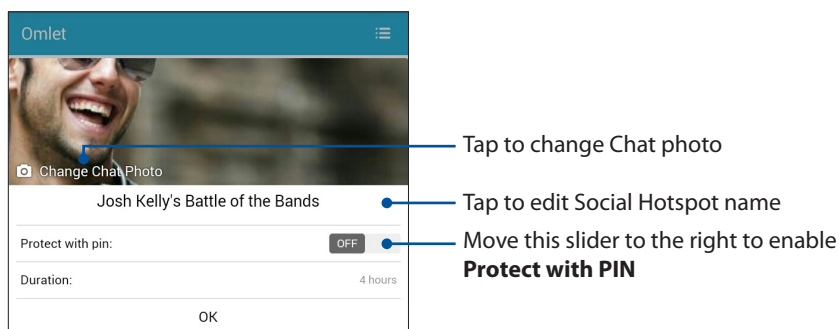 Omlet
Change Chat Photo
Tap to change Chat photo
Josh Kelly's Battle of the Bands
Tap to edit Social Hotspot name
Protect with pin:
OFF
Move this slider to the right to enable
Protect with PIN
Duration:
4 hours
OK